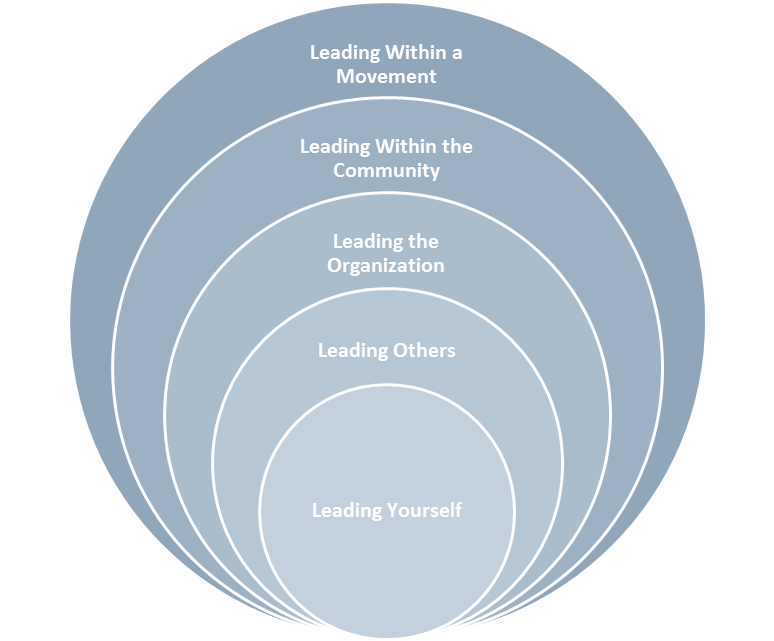 Leading Within a
Movement
Leading Within the
Community
Leading the
Organization
Leading Others
Leading Yourself